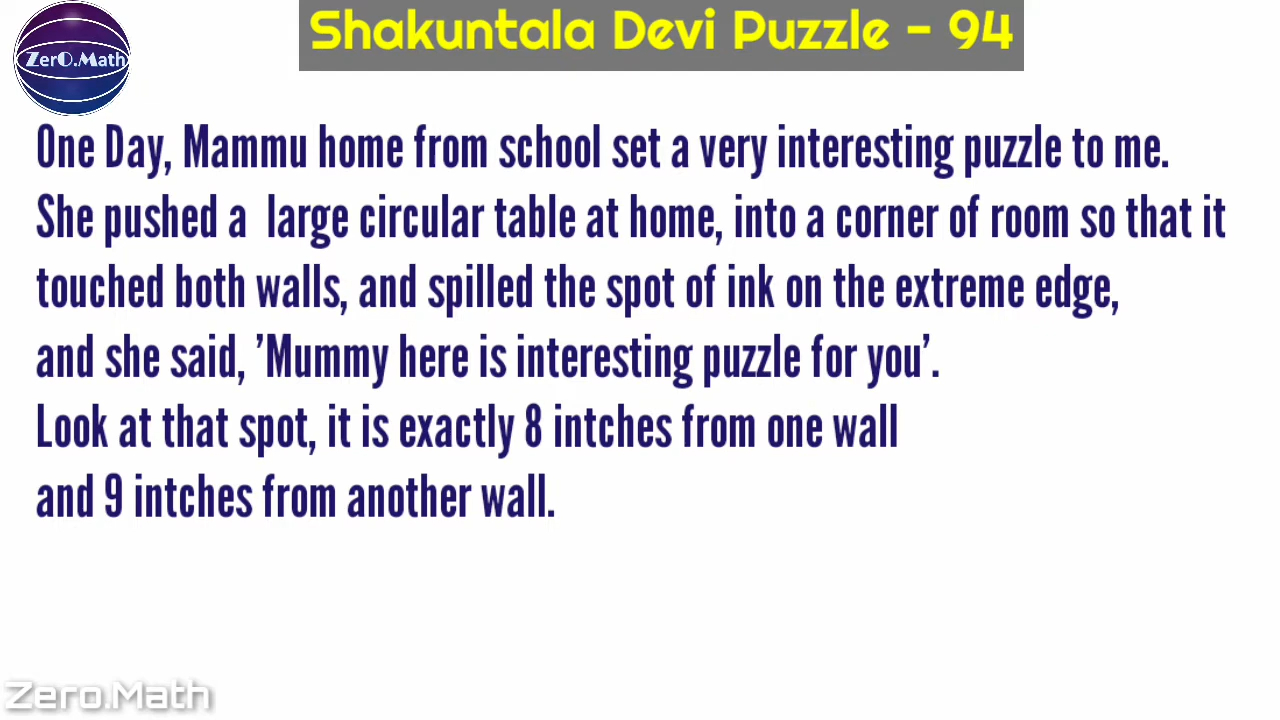 Shakuntala Devi Puzzle - 94
ZerO.Math
One Day, Mammu home from school set a very interesting puzzle to me.
She pushed a large circular table at home, into a corner of room so that it
touched both walls, and spilled the spot of ink on the extreme edge,
and she said, 'Mummy here is interesting puzzle for you'.
Look at that spot, it is exactly 8 intches from one wall
and 9 intches from another wall.
Zero.Math